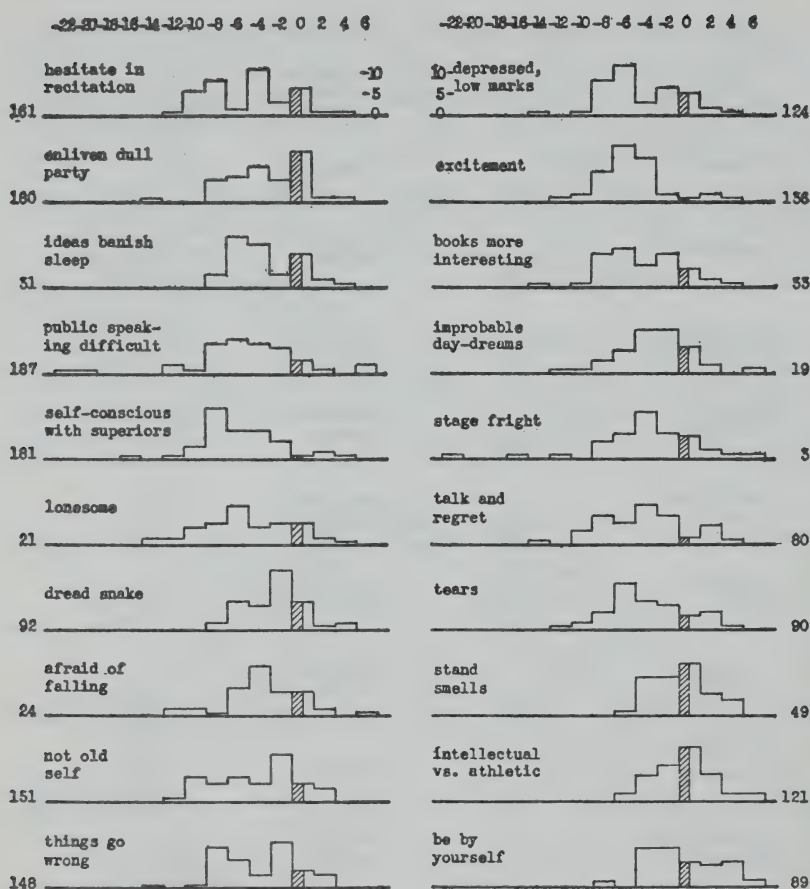 -22-20-18-16-14-12-10 -8 -6 -4 -2 0 2 4 6
-22-20-18-16-14-12-10 -8 -6 -4 -2 0 2 4 6
hesitate in
recitation
-10
-5
0
161
10-
5-
0
depressed,
low marks
124
enliven dull
party
160
excitement
136
ideas banish
sleep
31
books more
interesting
33
public speak-
ing difficult
187
improbable
day-dreams
19
self-conscious
with superiors
181
stage fright
3
lonesome
21
talk and
regret
80
dread snake
92
tears
90
afraid of
falling
24
stand
smells
49
not old
self
151
intellectual
vs. athletic
121
things go
wrong
148
be by
yourself
89